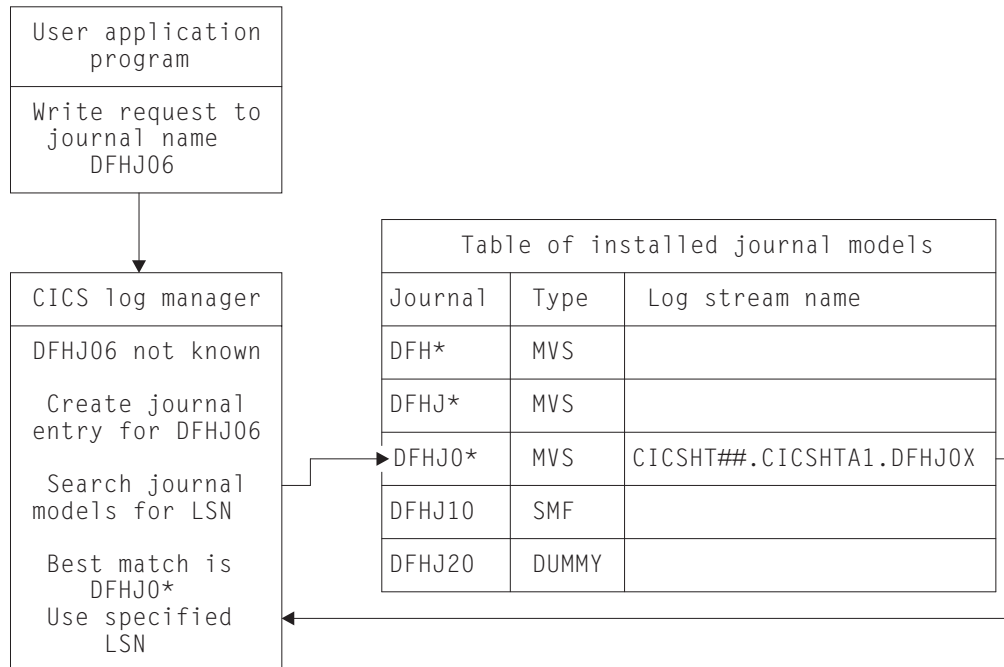 User application
program
Write request to
journal name
DFHJ06
CICS log manager
DFHJ06 not known
Create journal
entry for DFHJ06
Search journal
models for LSN
Best match is
DFHJ0*
Use specified
LSN
Table of installed journal models
Journal Type Log stream name
DFH* MVS
DFHJ* MVS
DFHJ0* MVS CICSHT##.CICSHTA1.DFHJ0X
DFHJ10 SMF
DFHJ20 DUMMY